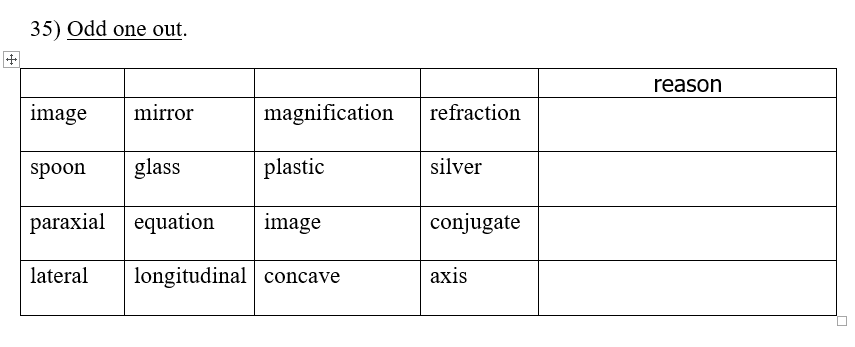 35) Odd one out.
reason
image mirror magnification refraction
spoon glass plastic silver
paraxial equation image conjugate
lateral longitudinal concave axis